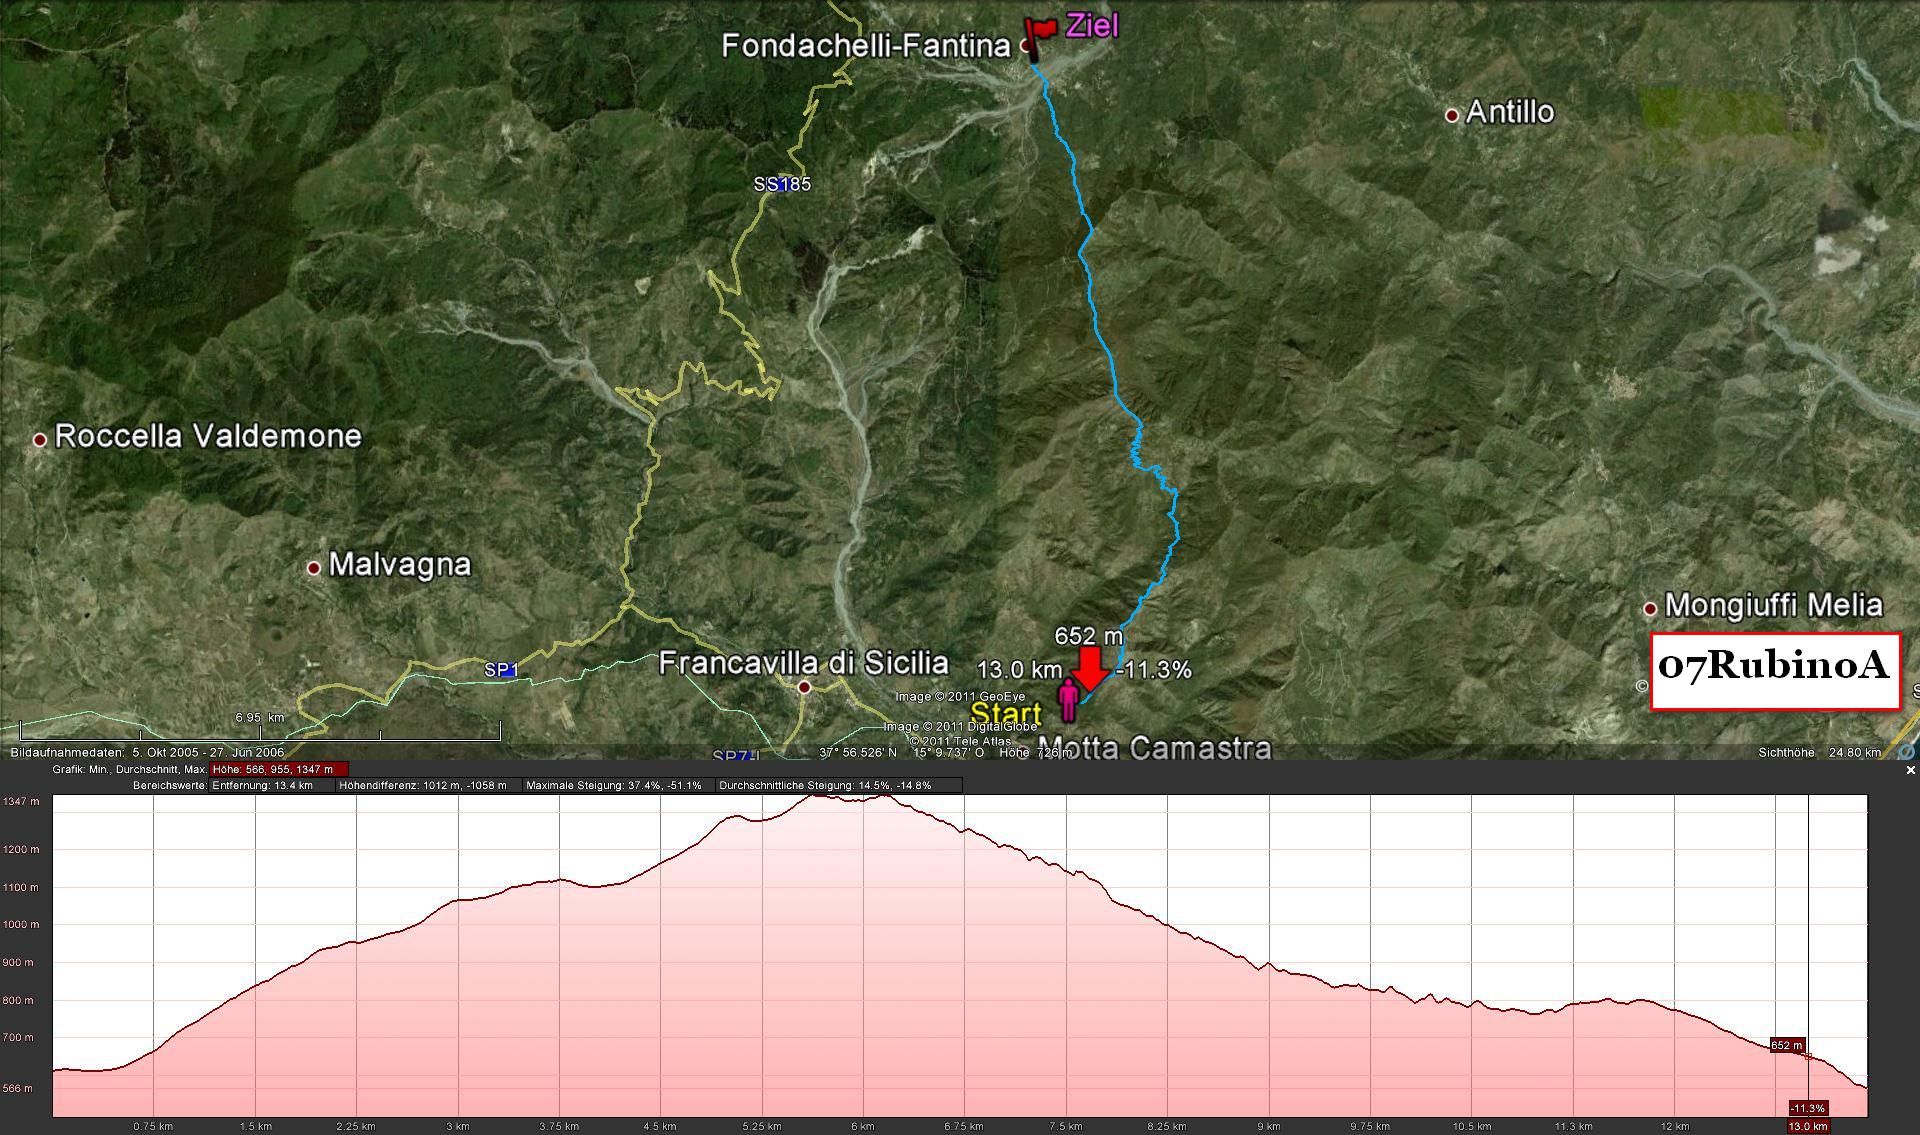 Ziel
Fondachelli-Fantina
Antillo
SS185
Roccella Valdemone
Malvagna
Mongiuffi Melia
652 m
07RubinoA
Francavilla di Sicilia
13.0 km
-11.3%
SP1
©
Image © 2011 GeoEye
Start
6.95 km
Image © 2011 DigitalGlobe
© 2011 Tele Atlas
Motta Camastra
Bildaufnahmedaten: 5. Okt 2005 - 27. Jun 2006
37° 56.526' N 15° 9.737' O Höhe 726 m
Sichthöhe 24.80 km
Grafik: Min., Durchschnitt, Max. Höhe: 566, 955, 1347 m
Bereichswerte: Entfernung: 13.4 km Höhendifferenz: 1012 m, -1058 m Maximale Steigung: 37.4%, -51.1% Durchschnittliche Steigung: 14.5%, -14.8%
1347 m
1200 m
1100 m
1000 m
900 m
800 m
700 m
652 m
566 m
-11.3%
0.75 km 1.5 km 2.25 km 3 km 3.75 km 4.5 km 5.25 km 6 km 6.75 km 7.5 km 8.25 km 9 km 9.75 km 10.5 km 11.3 km 12 km 13.0 km